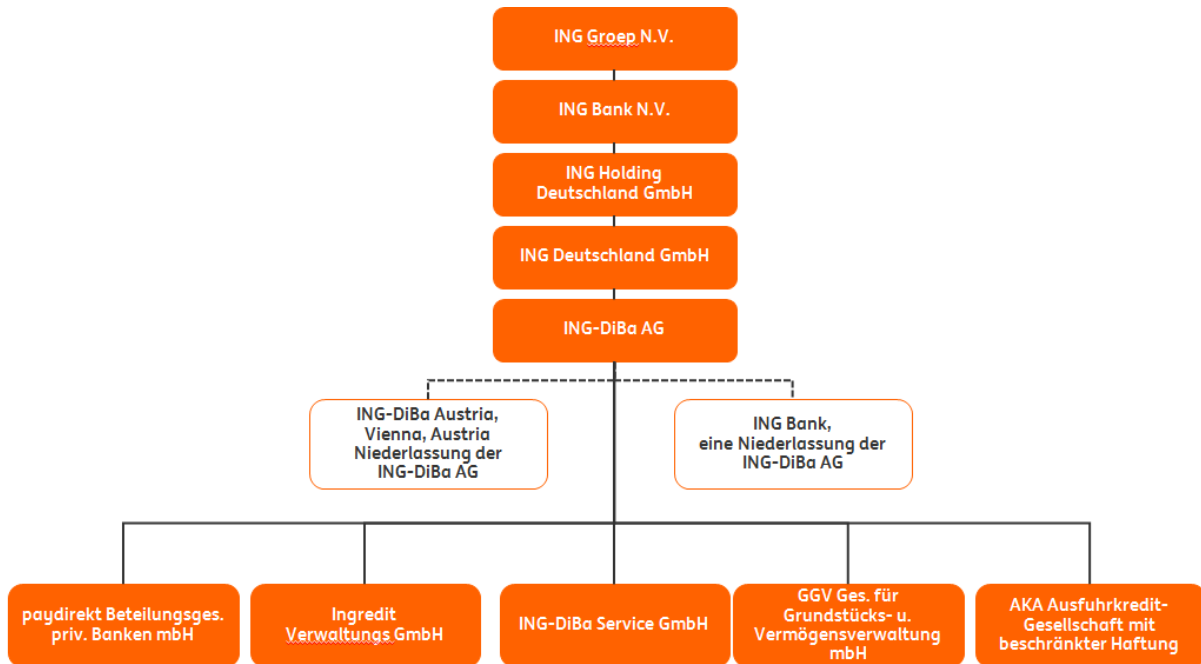 ING Groep N.V.
ING Bank N.V.
ING Holding
Deutschland GmbH
ING Deutschland GmbH
ING-DiBa AG
ING-DiBa Austria,
Vienna, Austria
Niederlassung der
ING-DiBa AG
ING Bank,
eine Niederlassung der
ING-DiBa AG
paydirekt Beteilungsges.
priv. Banken mbH
Ingredit
Verwaltungs GmbH
ING-DiBa Service GmbH
GGV Ges. für
Grundstücks- u.
Vermögensverwaltung
mbH
AKA Ausfuhrkredit-
Gesellschaft mit
beschränkter Haftung